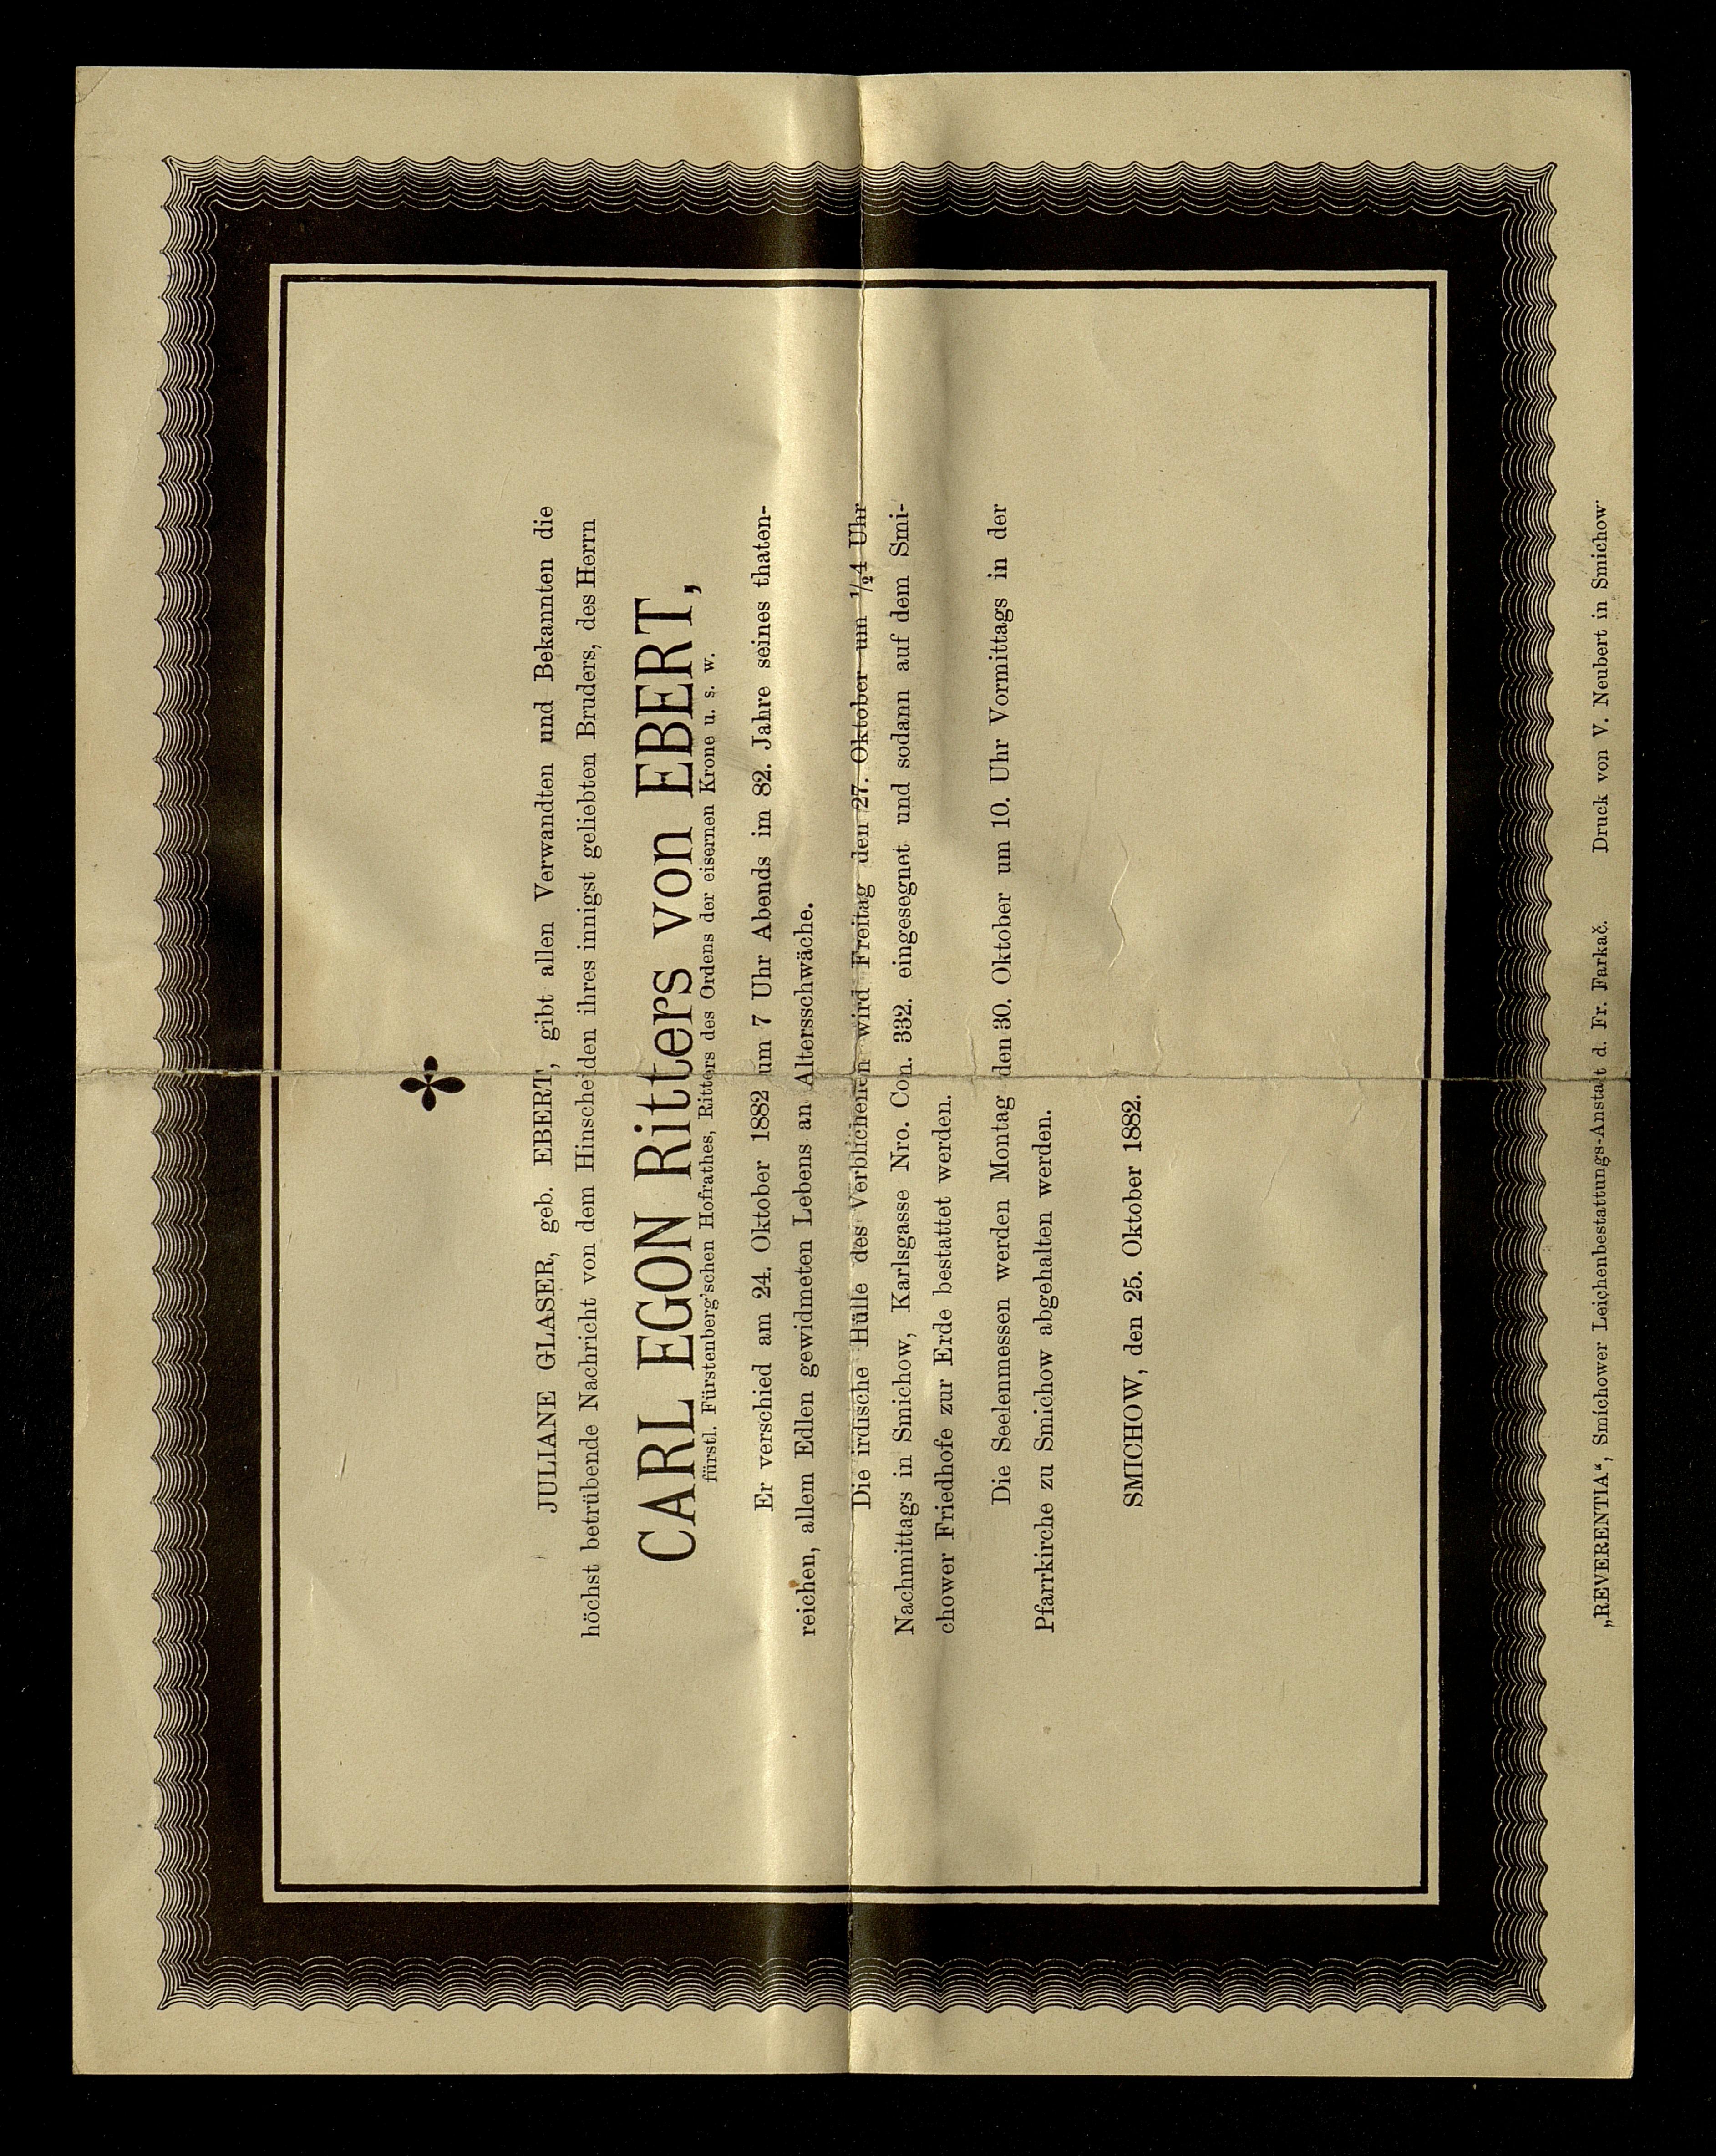 JULIANE GLASER, geb. EBERT, gibt allen Verwandten und Bekannten die
höchst betrübende Nachricht von dem Hinscheiden ihres innigst geliebten Bruders, des Herrn
CARL EGON Ritters von EBERT,
fürstl. Fürstenberg'schen Hofrathes, Ritters des Ordens der eisernen Krone u. s. w.
Er verschied am 24. Oktober 1882 um 7 Uhr Abends im 82. Jahre seines thaten-
reichen, allem Edlen gewidmeten Lebens an Altersschwäche.
Die irdische Hülle des Verblichenen wird Freitag den 27. Oktober um ½4 Uhr
Nachmittags in Smichow, Karlsgasse Nro. Con. 332. eingesegnet und sodann auf dem Smi-
chower Friedhofe zur Erde bestattet werden.
Die Seelenmessen werden Montag den 30. Oktober um 10. Uhr Vormittags in der
Pfarrkirche zu Smichow abgehalten werden.
SMICHOW, den 25. Oktober 1882.
„REVERENTIA“, Smichower Leichenbestattungs-Anstalt d. Fr. Farkač. Druck von V. Neubert in Smichow